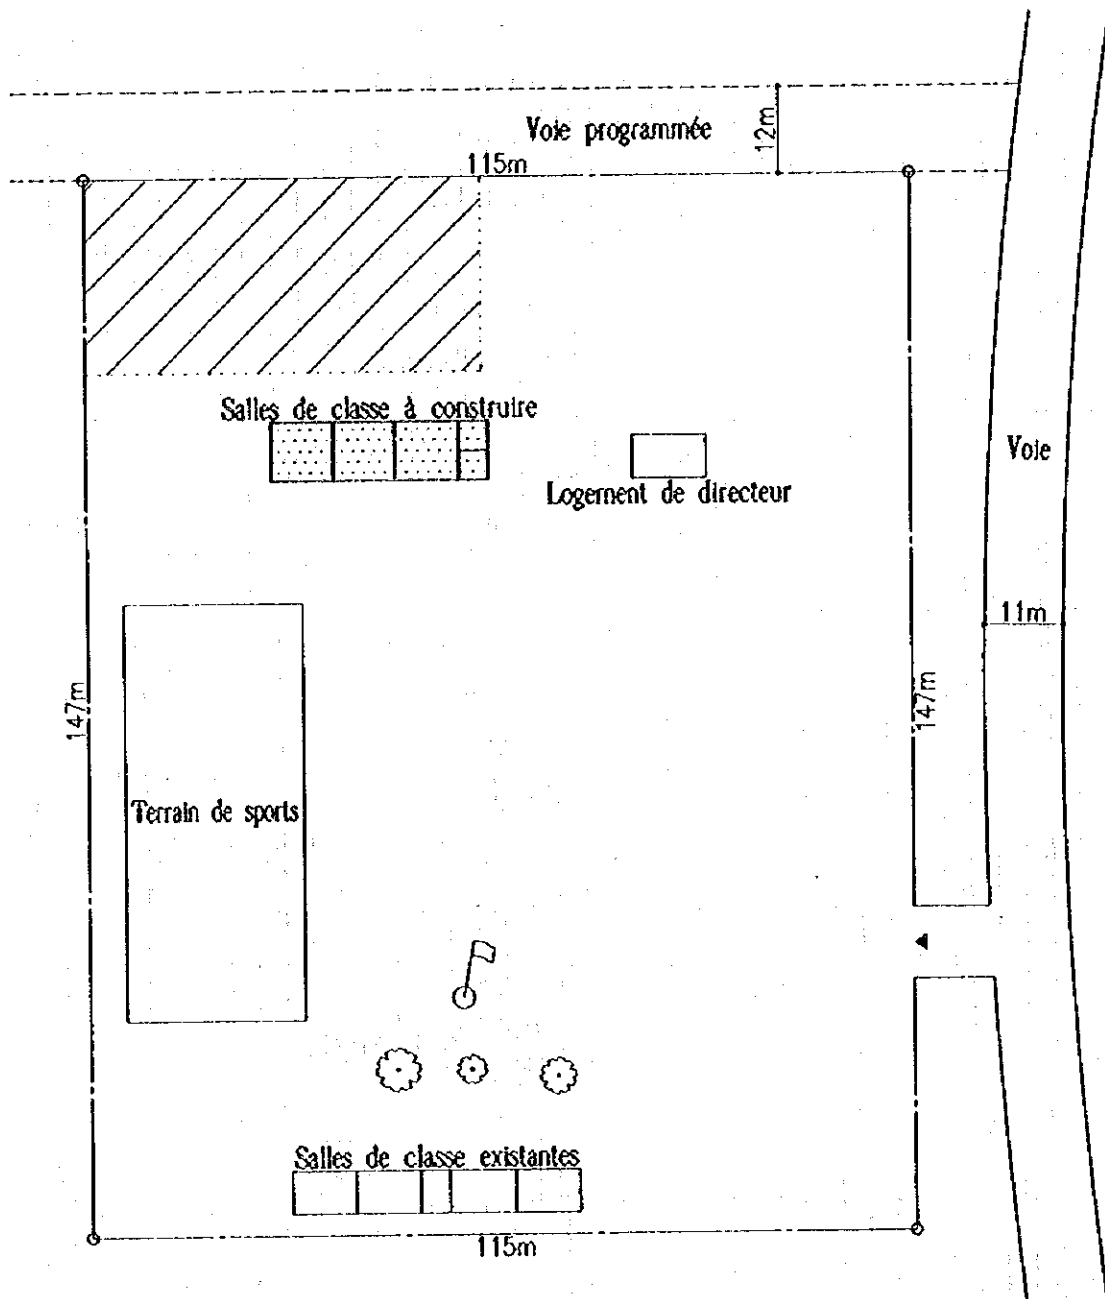 Voie programmée
12m
115m
Salles de classe à construire
Voie
Logement de directeur
11m
147m
147m
Terrain de sports
Salles de classe existantes
115m